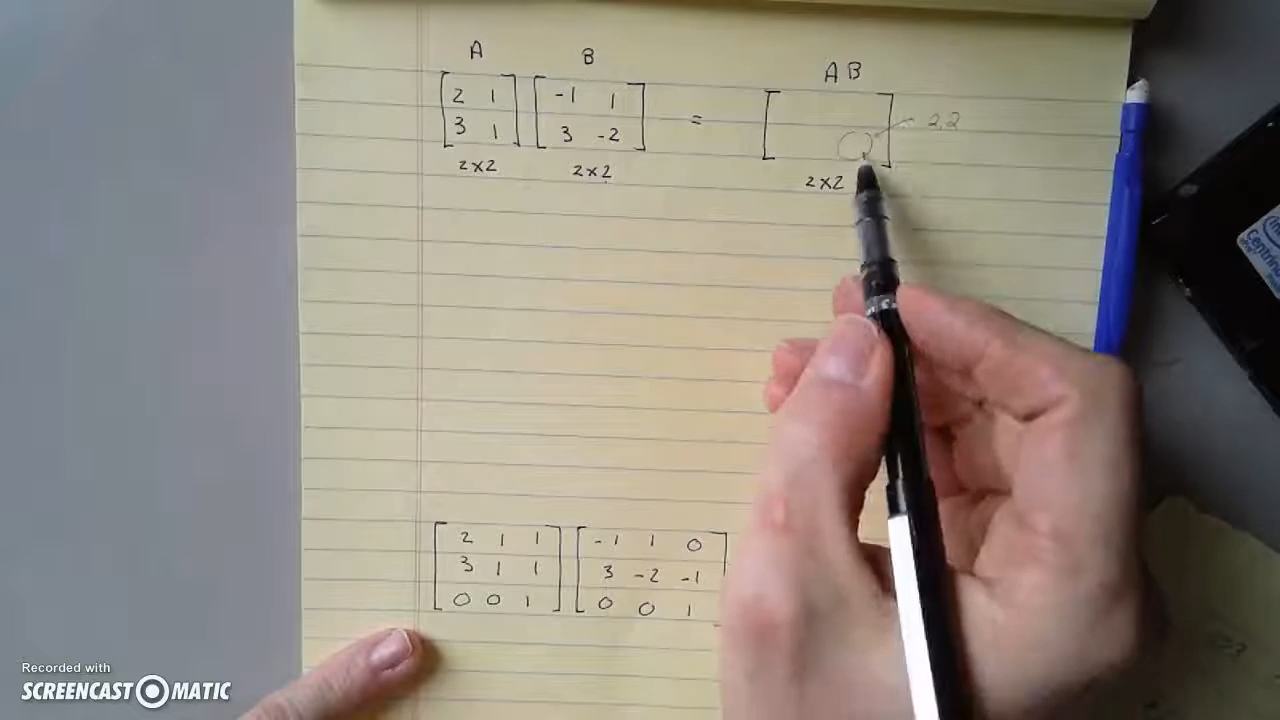 A B AB
2 1 -1 1 = 2,2
3 1 3 -2
2x2 2x2 2x2
2 1 1 -1 1 0
3 1 1 3 -2 -1
0 0 1 0 0 1
Centrino
Recorded with
SCREENCAST MATIC